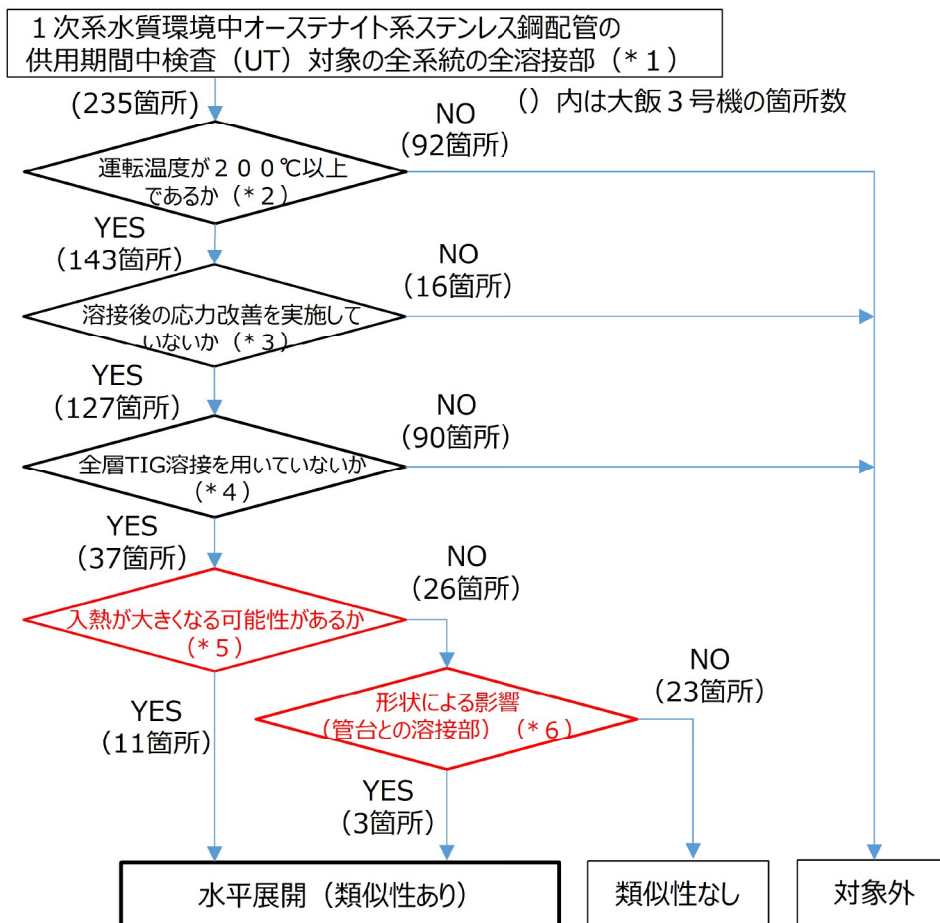 １次系水質環境中オーステナイト系ステンレス鋼配管の
供用期間中検査（UT）対象の全系統の全溶接部（*１）
(235箇所)
（）内は大飯３号機の箇所数
NO
（92箇所）
運転温度が２００℃以上
であるか（*２）
YES
（143箇所）
NO
（16箇所）
溶接後の応力改善を実施して
いないか（*３）
YES
（127箇所）
NO
（90箇所）
全層TIG溶接を用いていないか
（*４）
YES
（37箇所）
NO
（26箇所）
入熱が大きくなる可能性があるか
（*５）
NO
（23箇所）
形状による影響
（管台との溶接部）（*６）
YES
（11箇所）
YES
（3箇所）
水平展開（類似性あり）
類似性なし
対象外